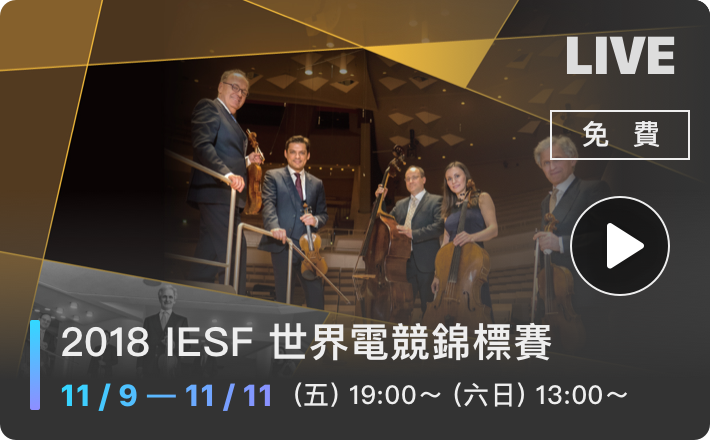 LIVE
免 費
2018 IESF 世界電競錦標賽
11 / 9 — 11 / 11 (五) 19:00～ (六日) 13:00～